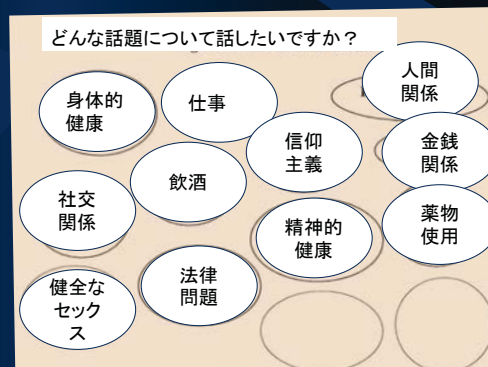 どんな話題について話したいですか？
身体的
健康
仕事
人間
関係
信仰
主義
金銭
関係
飲酒
社交
関係
精神的
健康
薬物
使用
法律
問題
健全な
セック
ス